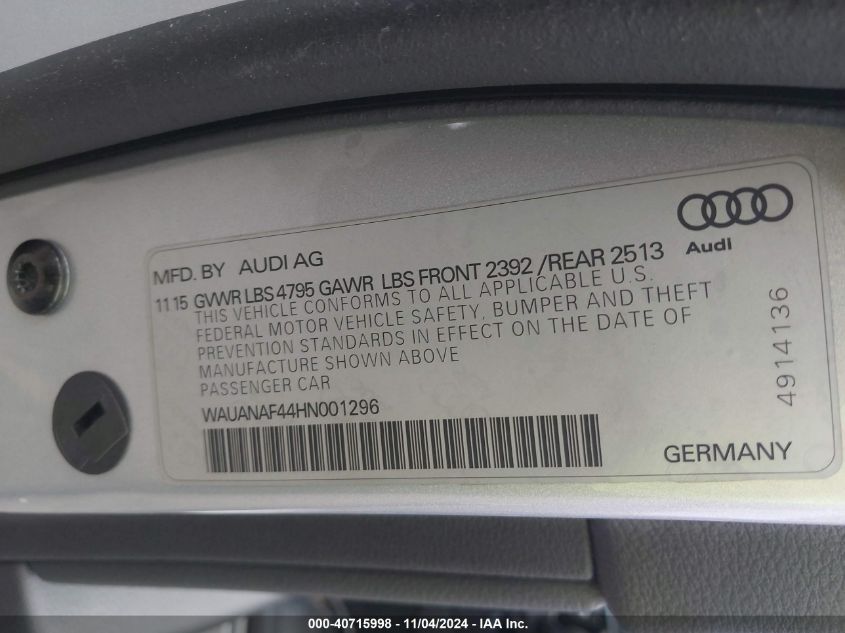 Audi
MFD. BY AUDI AG
11 15 GVWR LBS 4795 GAWR LBS FRONT 2392 /REAR 2513
THIS VEHICLE CONFORMS TO ALL APPLICABLE U.S.
FEDERAL MOTOR VEHICLE SAFETY, BUMPER AND THEFT
PREVENTION STANDARDS IN EFFECT ON THE DATE OF
MANUFACTURE SHOWN ABOVE
PASSENGER CAR
WAUANAF44HN001296
4914136
GERMANY
000-40715998 - 11/04/2024 - IAA Inc.